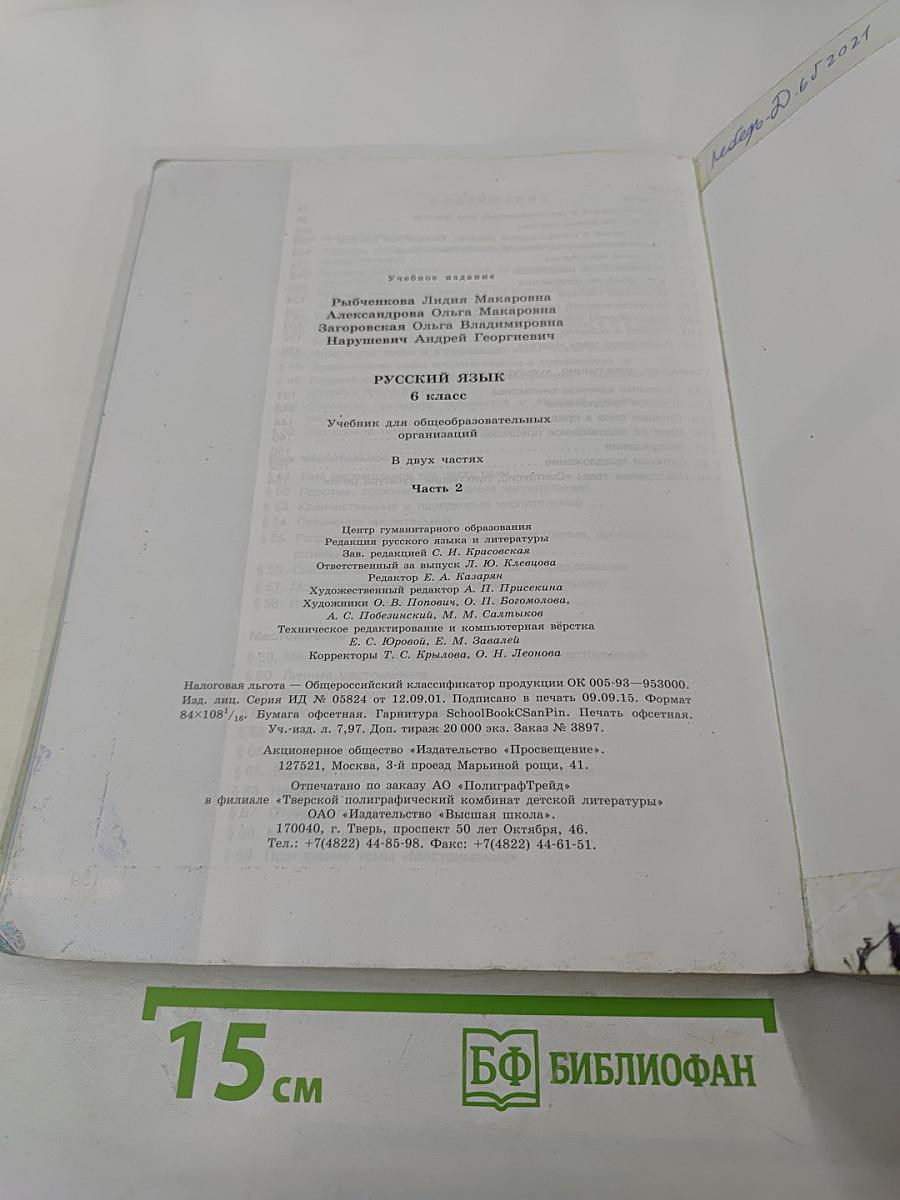 Учебное издание
Рыбченкова Лидия Макаровна
Александрова Ольга Макаровна
Загоровская Ольга Владимировна
Нарушевич Андрей Георгиевич
РУССКИЙ ЯЗЫК
6 класс
Учебник для общеобразовательных
организаций
В двух частях
Часть 2
Центр гуманитарного образования
Редакция русского языка и литературы
Зав. редакцией С. И. Красовская
Ответственный за выпуск Л. Ю. Клевцова
Редактор Е. А. Казарян
Художественный редактор А. П. Присекина
Художники О. В. Попович, О. П. Богомолова,
А. С. Побезинский, М. М. Салтыков
Техническое редактирование и компьютерная вёрстка
Е. С. Юровой, Е. М. Завалей
Корректоры Т. С. Крылова, О. Н. Леонова
Налоговая льгота — Общероссийский классификатор продукции ОК 005-93—953000.
Изд. лиц. Серия ИД № 05824 от 12.09.01. Подписано в печать 09.09.15. Формат
84×108¹/₁₆. Бумага офсетная. Гарнитура SchoolBookCSanPin. Печать офсетная.
Уч.-изд. л. 7,97. Доп. тираж 20 000 экз. Заказ № 3897.
Акционерное общество «Издательство «Просвещение».
127521, Москва, 3-й проезд Марьиной рощи, 41.
Отпечатано по заказу АО «ПолиграфТрейд»
в филиале «Тверской полиграфический комбинат детской литературы»
ОАО «Издательство «Высшая школа».
170040, г. Тверь, проспект 50 лет Октября, 46.
Тел.: +7(4822) 44-85-98. Факс: +7(4822) 44-61-51.
§ 69. Повторение темы «Местоимение»
2021
15 см
БФ БИБЛИОФАН